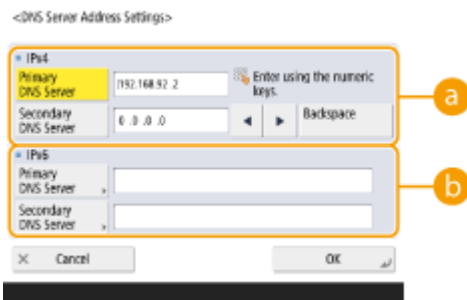 <DNS Server Address Settings>
IPv4
Primary
DNS Server
192.168.92 .2
Enter using the numeric
keys.
a
Secondary
DNS Server
0 .0 .0 .0
Backspace
IPv6
Primary
DNS Server
b
Secondary
DNS Server
Cancel
OK